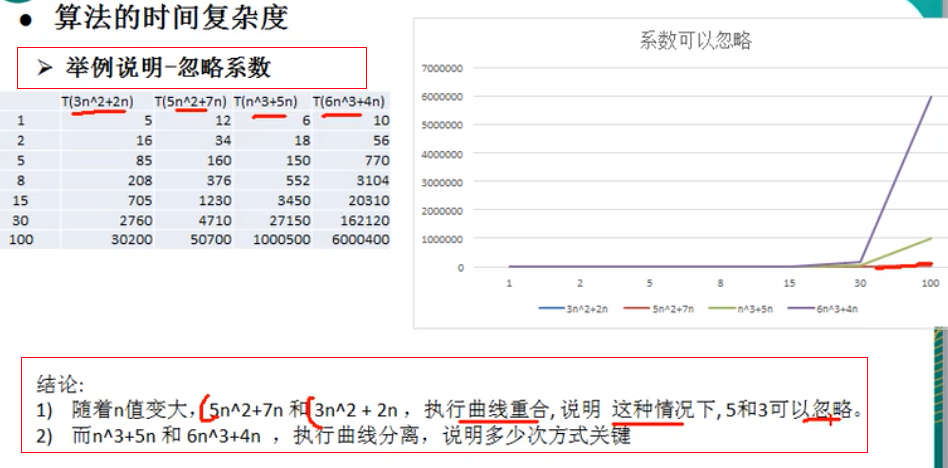 ● 算法的时间复杂度
➢ 举例说明-忽略系数
T(3n^2+2n) T(5n^2+7n) T(n^3+5n) T(6n^3+4n)
1 5 12 6 10
2 16 34 18 56
5 85 160 150 770
8 208 376 552 3104
15 705 1230 3450 20310
30 2760 4710 27150 162120
100 30200 50700 1000500 6000400
系数可以忽略
7000000
6000000
5000000
4000000
3000000
2000000
1000000
0
1 2 5 8 15 30 100
3n^2+2n 5n^2+7n n^3+5n 6n^3+4n
结论:
1) 随着n值变大，5n^2+7n 和 3n^2 + 2n ，执行曲线重合, 说明 这种情况下, 5和3可以忽略。
2) 而n^3+5n 和 6n^3+4n ，执行曲线分离，说明多少次方式关键